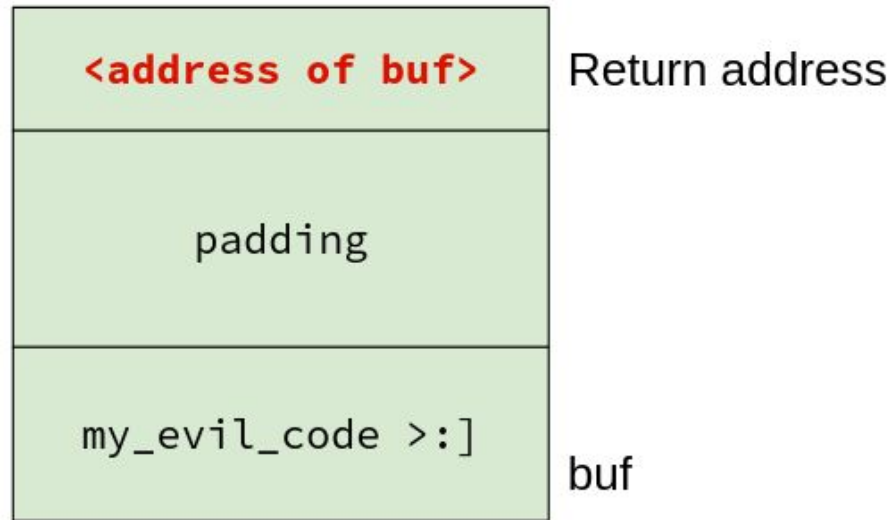 <address of buf>
Return address
padding
my_evil_code >:]
buf